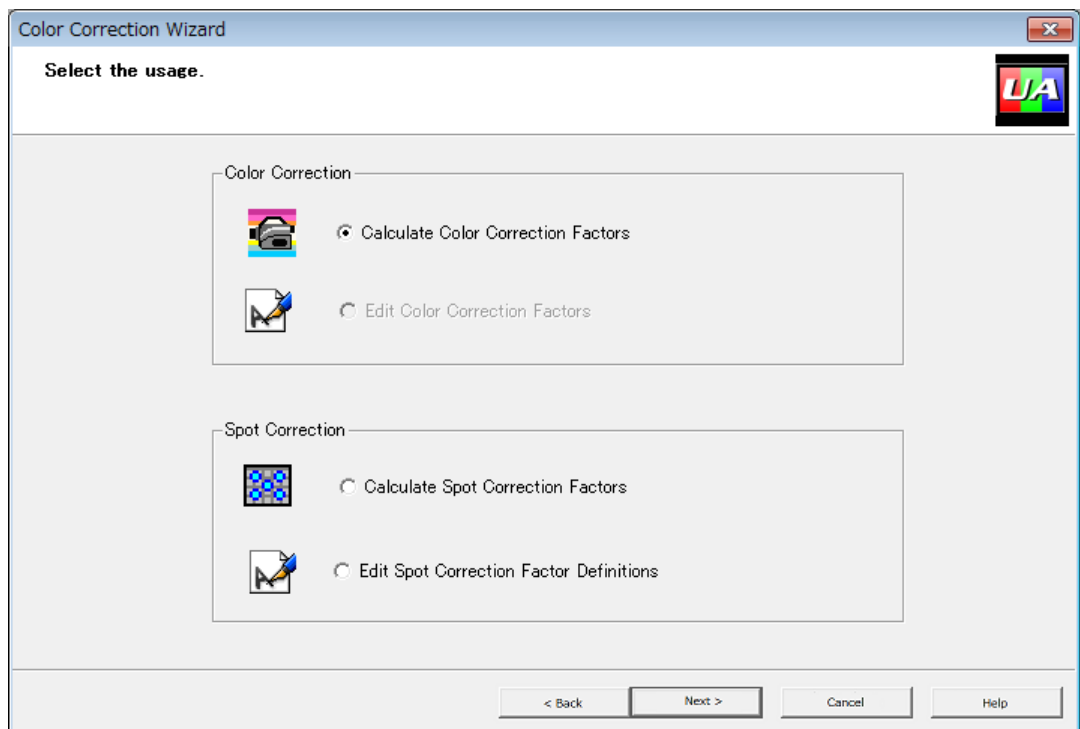 Color Correction Wizard
Select the usage.
UA
Color Correction
Calculate Color Correction Factors
Edit Color Correction Factors
Spot Correction
Calculate Spot Correction Factors
Edit Spot Correction Factor Definitions
< Back Next > Cancel Help